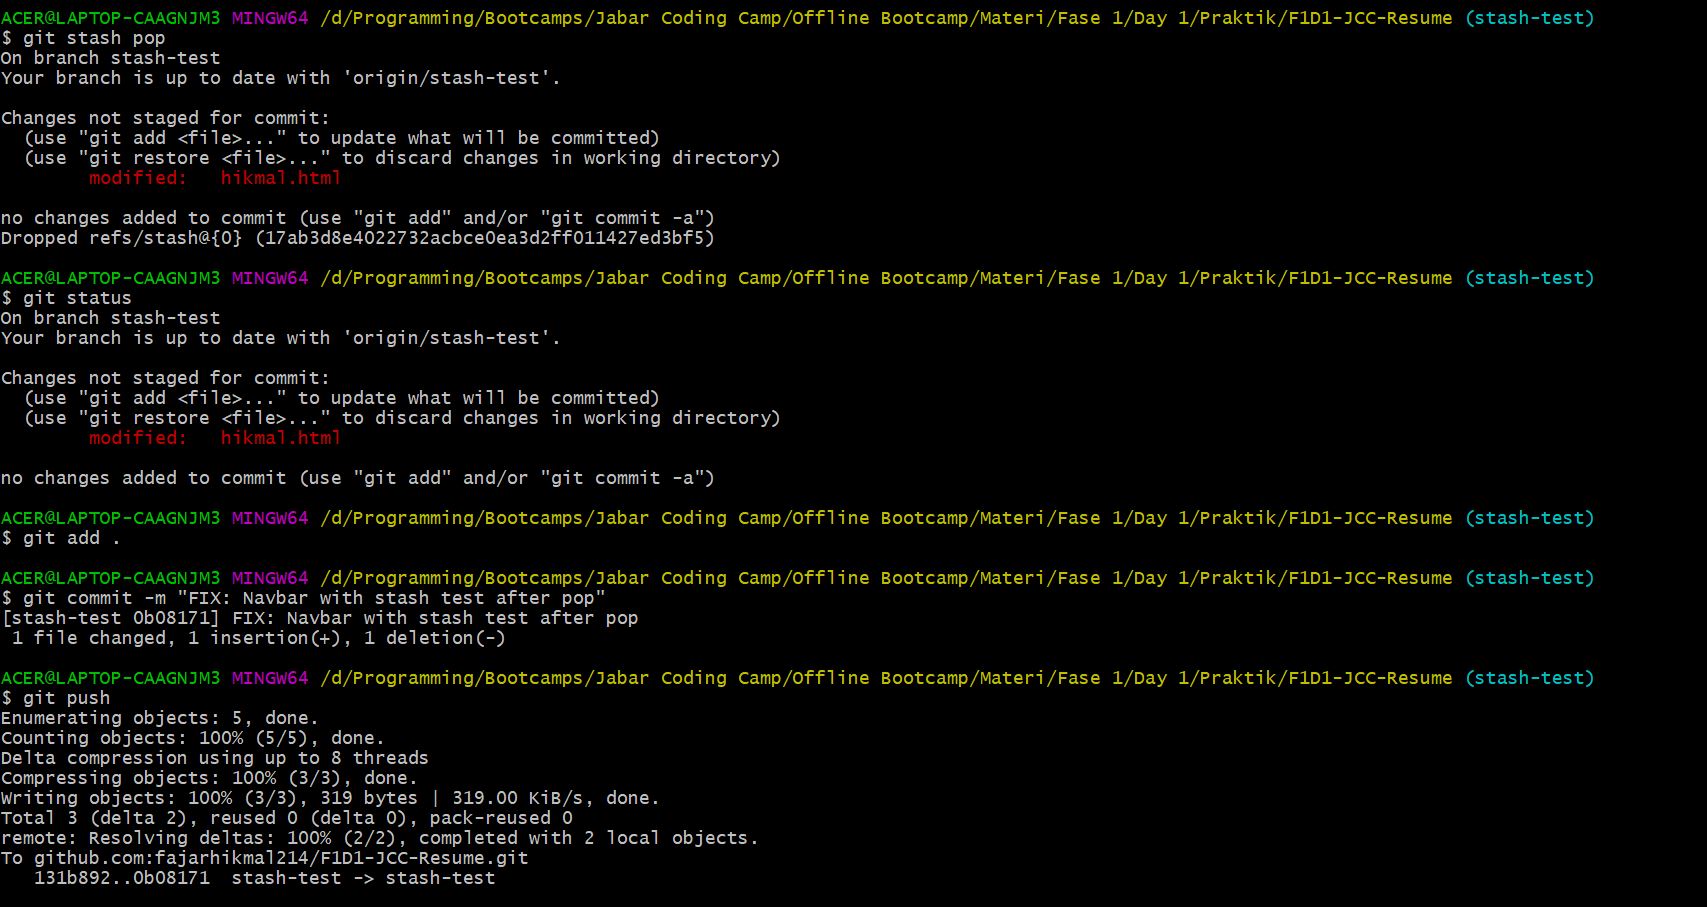 ACER@LAPTOP-CAAGNJM3 MINGW64 /d/Programming/Bootcamps/Jabar Coding Camp/Offline Bootcamp/Materi/Fase 1/Day 1/Praktik/F1D1-JCC-Resume (stash-test)
$ git stash pop
On branch stash-test
Your branch is up to date with 'origin/stash-test'.
Changes not staged for commit:
  (use "git add <file>..." to update what will be committed)
  (use "git restore <file>..." to discard changes in working directory)
        modified:   hikmal.html
no changes added to commit (use "git add" and/or "git commit -a")
Dropped refs/stash@{0} (17ab3d8e4022732acbce0ea3d2ff011427ed3bf5)
ACER@LAPTOP-CAAGNJM3 MINGW64 /d/Programming/Bootcamps/Jabar Coding Camp/Offline Bootcamp/Materi/Fase 1/Day 1/Praktik/F1D1-JCC-Resume (stash-test)
$ git status
On branch stash-test
Your branch is up to date with 'origin/stash-test'.
Changes not staged for commit:
  (use "git add <file>..." to update what will be committed)
  (use "git restore <file>..." to discard changes in working directory)
        modified:   hikmal.html
no changes added to commit (use "git add" and/or "git commit -a")
ACER@LAPTOP-CAAGNJM3 MINGW64 /d/Programming/Bootcamps/Jabar Coding Camp/Offline Bootcamp/Materi/Fase 1/Day 1/Praktik/F1D1-JCC-Resume (stash-test)
$ git add .
ACER@LAPTOP-CAAGNJM3 MINGW64 /d/Programming/Bootcamps/Jabar Coding Camp/Offline Bootcamp/Materi/Fase 1/Day 1/Praktik/F1D1-JCC-Resume (stash-test)
$ git commit -m "FIX: Navbar with stash test after pop"
[stash-test 0b08171] FIX: Navbar with stash test after pop
 1 file changed, 1 insertion(+), 1 deletion(-)
ACER@LAPTOP-CAAGNJM3 MINGW64 /d/Programming/Bootcamps/Jabar Coding Camp/Offline Bootcamp/Materi/Fase 1/Day 1/Praktik/F1D1-JCC-Resume (stash-test)
$ git push
Enumerating objects: 5, done.
Counting objects: 100% (5/5), done.
Delta compression using up to 8 threads
Compressing objects: 100% (3/3), done.
Writing objects: 100% (3/3), 319 bytes | 319.00 KiB/s, done.
Total 3 (delta 2), reused 0 (delta 0), pack-reused 0
remote: Resolving deltas: 100% (2/2), completed with 2 local objects.
To github.com:fajarhikmal214/F1D1-JCC-Resume.git
   131b892..0b08171  stash-test -> stash-test